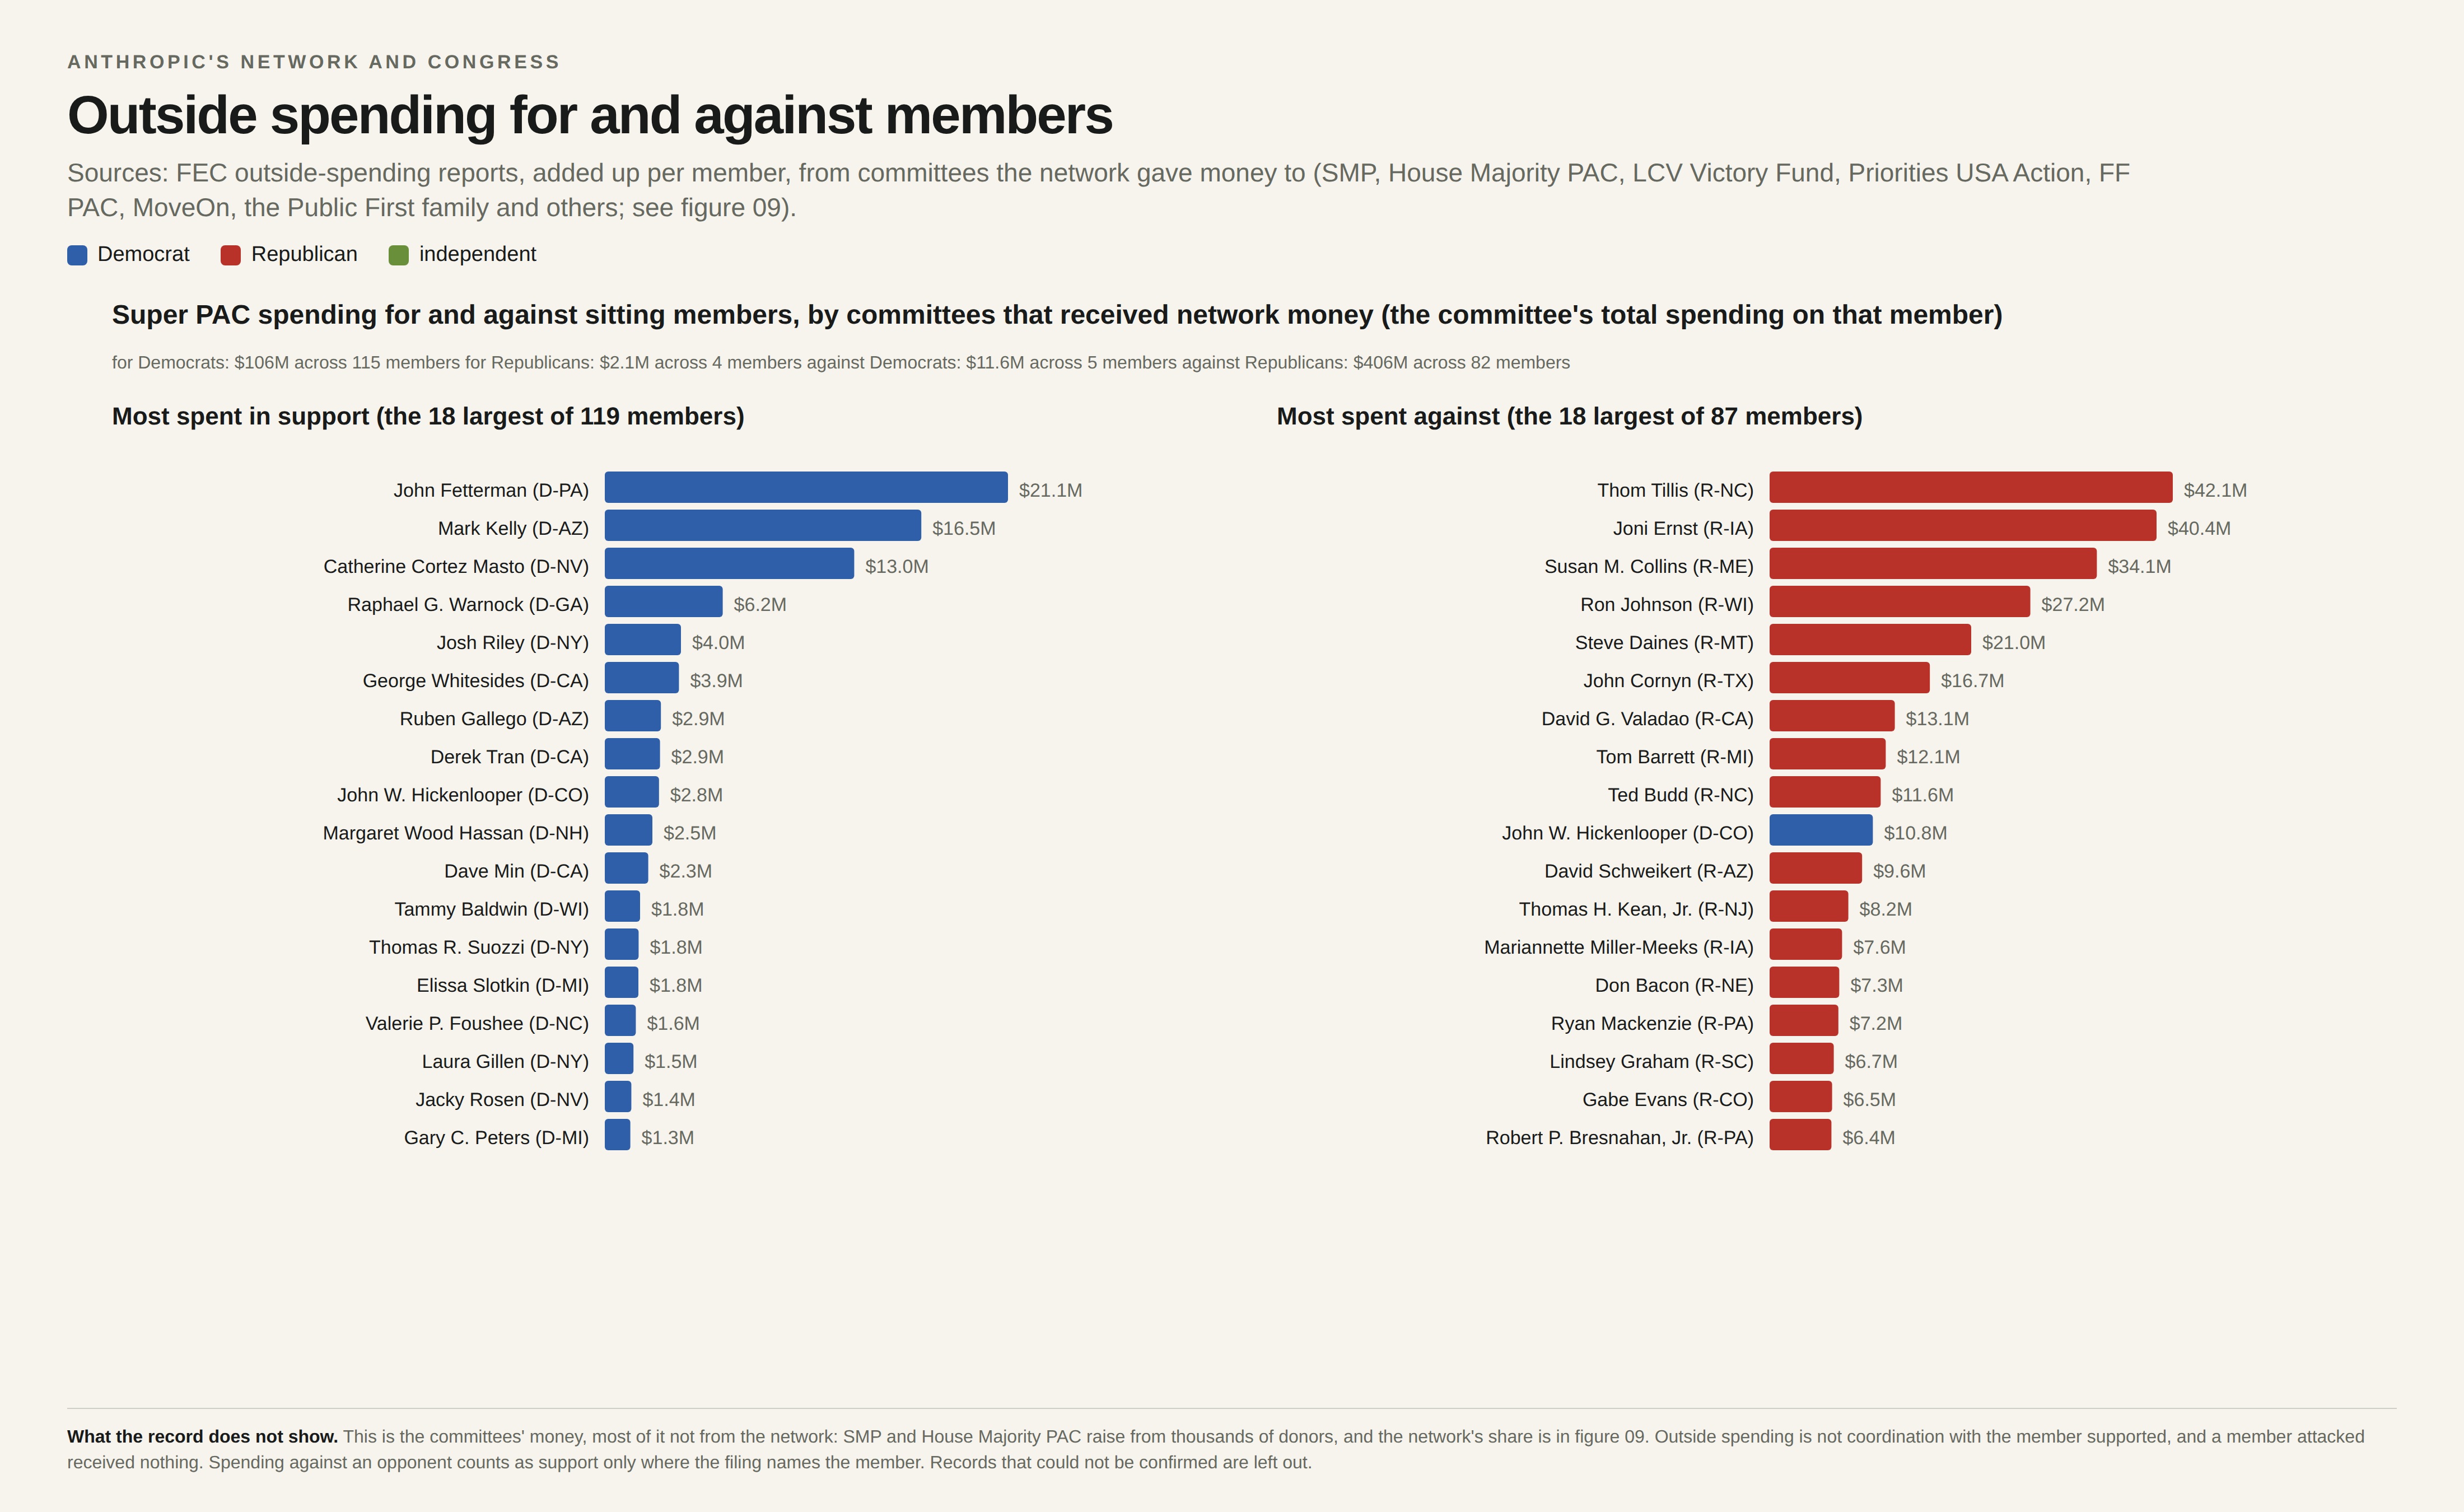 ANTHROPIC'S NETWORK AND CONGRESS
Outside spending for and against members
Sources: FEC outside-spending reports, added up per member, from committees the network gave money to (SMP, House Majority PAC, LCV Victory Fund, Priorities USA Action, FF
PAC, MoveOn, the Public First family and others; see figure 09).
Democrat Republican independent
Super PAC spending for and against sitting members, by committees that received network money (the committee's total spending on that member)
for Democrats: $106M across 115 members for Republicans: $2.1M across 4 members against Democrats: $11.6M across 5 members against Republicans: $406M across 82 members
Most spent in support (the 18 largest of 119 members)
John Fetterman (D-PA) $21.1M
Mark Kelly (D-AZ) $16.5M
Catherine Cortez Masto (D-NV) $13.0M
Raphael G. Warnock (D-GA) $6.2M
Josh Riley (D-NY) $4.0M
George Whitesides (D-CA) $3.9M
Ruben Gallego (D-AZ) $2.9M
Derek Tran (D-CA) $2.9M
John W. Hickenlooper (D-CO) $2.8M
Margaret Wood Hassan (D-NH) $2.5M
Dave Min (D-CA) $2.3M
Tammy Baldwin (D-WI) $1.8M
Thomas R. Suozzi (D-NY) $1.8M
Elissa Slotkin (D-MI) $1.8M
Valerie P. Foushee (D-NC) $1.6M
Laura Gillen (D-NY) $1.5M
Jacky Rosen (D-NV) $1.4M
Gary C. Peters (D-MI) $1.3M
Most spent against (the 18 largest of 87 members)
Thom Tillis (R-NC) $42.1M
Joni Ernst (R-IA) $40.4M
Susan M. Collins (R-ME) $34.1M
Ron Johnson (R-WI) $27.2M
Steve Daines (R-MT) $21.0M
John Cornyn (R-TX) $16.7M
David G. Valadao (R-CA) $13.1M
Tom Barrett (R-MI) $12.1M
Ted Budd (R-NC) $11.6M
John W. Hickenlooper (D-CO) $10.8M
David Schweikert (R-AZ) $9.6M
Thomas H. Kean, Jr. (R-NJ) $8.2M
Mariannette Miller-Meeks (R-IA) $7.6M
Don Bacon (R-NE) $7.3M
Ryan Mackenzie (R-PA) $7.2M
Lindsey Graham (R-SC) $6.7M
Gabe Evans (R-CO) $6.5M
Robert P. Bresnahan, Jr. (R-PA) $6.4M
What the record does not show. This is the committees' money, most of it not from the network: SMP and House Majority PAC raise from thousands of donors, and the network's share is in figure 09. Outside spending is not coordination with the member supported, and a member attacked
received nothing. Spending against an opponent counts as support only where the filing names the member. Records that could not be confirmed are left out.